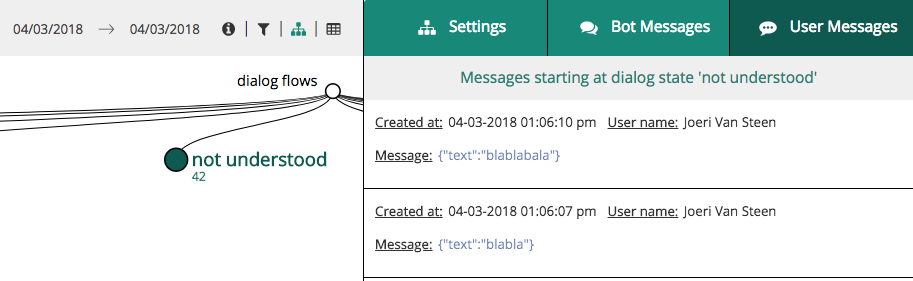 04/03/2018 → 04/03/2018
Settings
Bot Messages
User Messages
dialog flows
not understood
42
Messages starting at dialog state 'not understood'
Created at: 04-03-2018 01:06:10 pm User name: Joeri Van Steen
Message: {"text":"blablabala"}
Created at: 04-03-2018 01:06:07 pm User name: Joeri Van Steen
Message: {"text":"blabla"}